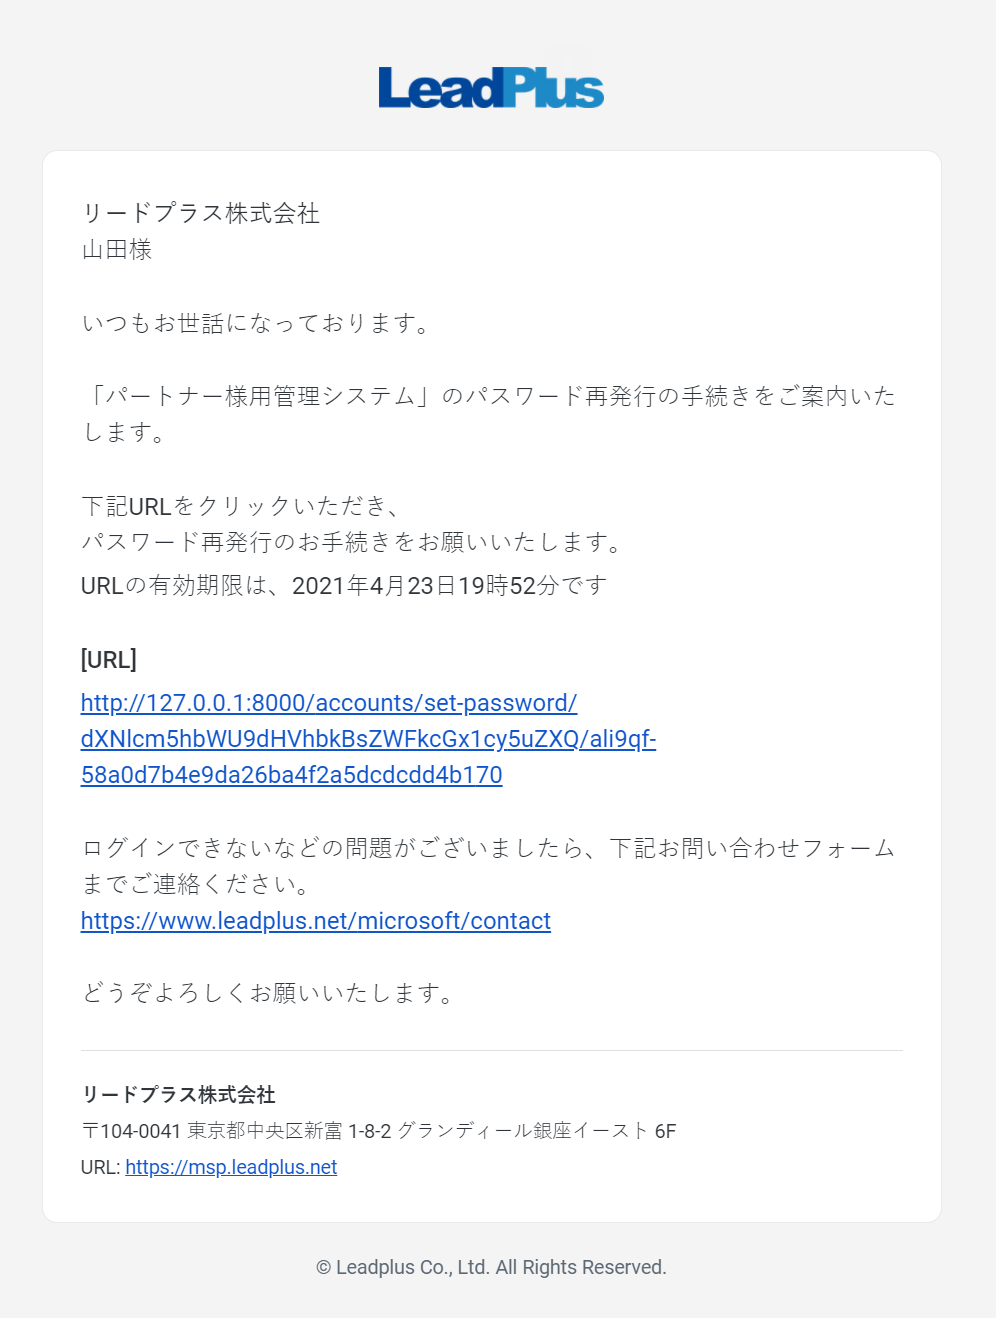 LeadPlus
リードプラス株式会社
山田様
いつもお世話になっております。
「パートナー様用管理システム」のパスワード再発行の手続きをご案内いた
します。
下記URLをクリックいただき、
パスワード再発行のお手続きをお願いいたします。
URLの有効期限は、2021年4月23日19時52分です
[URL]
http://127.0.0.1:8000/accounts/set-password/
dXNlcm5hbWU9dHVhbkBsZWFkcGx1cy5uZXQ/ali9qf-
58a0d7b4e9da26ba4f2a5dcdcdd4b170
ログインできないなどの問題がございましたら、下記お問い合わせフォーム
までご連絡ください。
https://www.leadplus.net/microsoft/contact
どうぞよろしくお願いいたします。
リードプラス株式会社
〒104-0041 東京都中央区新富 1-8-2 グランディール銀座イースト 6F
URL: https://msp.leadplus.net
© Leadplus Co., Ltd. All Rights Reserved.